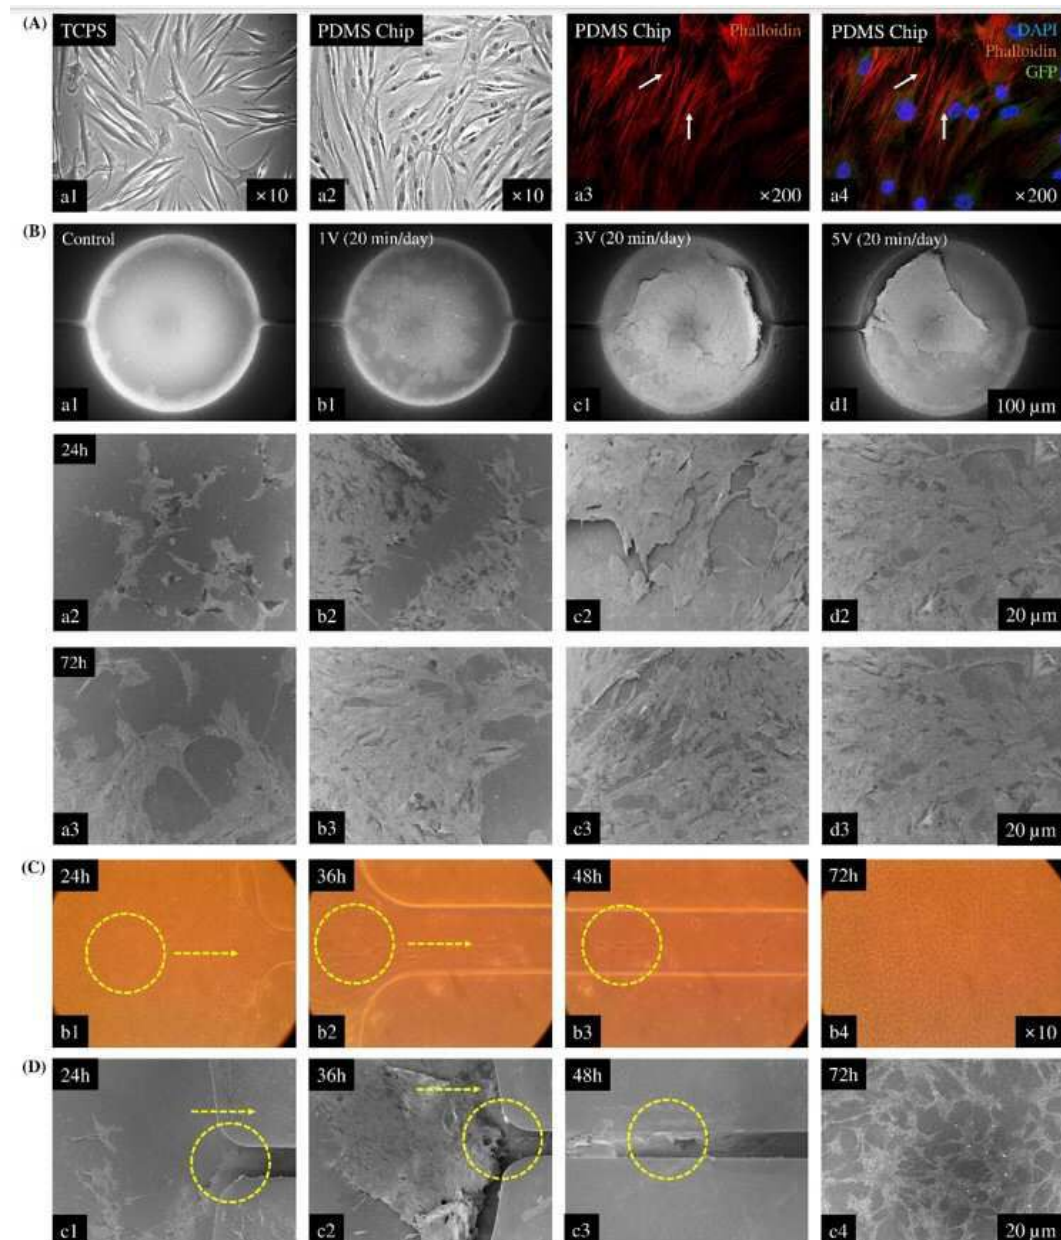 (A)
TCPS
PDMS Chip
PDMS Chip
Phalloidin
PDMS Chip
DAPI
Phalloidin
GFP
a1
×10
a2
×10
a3
×200
a4
×200
(B)
Control
1V (20 min/day)
3V (20 min/day)
5V (20 min/day)
a1
b1
c1
d1
100 µm
24h
a2
b2
c2
d2
20 µm
72h
a3
b3
c3
d3
20 µm
(C)
24h
36h
48h
72h
b1
b2
b3
b4
×10
(D)
24h
36h
48h
72h
c1
c2
c3
c4
20 µm